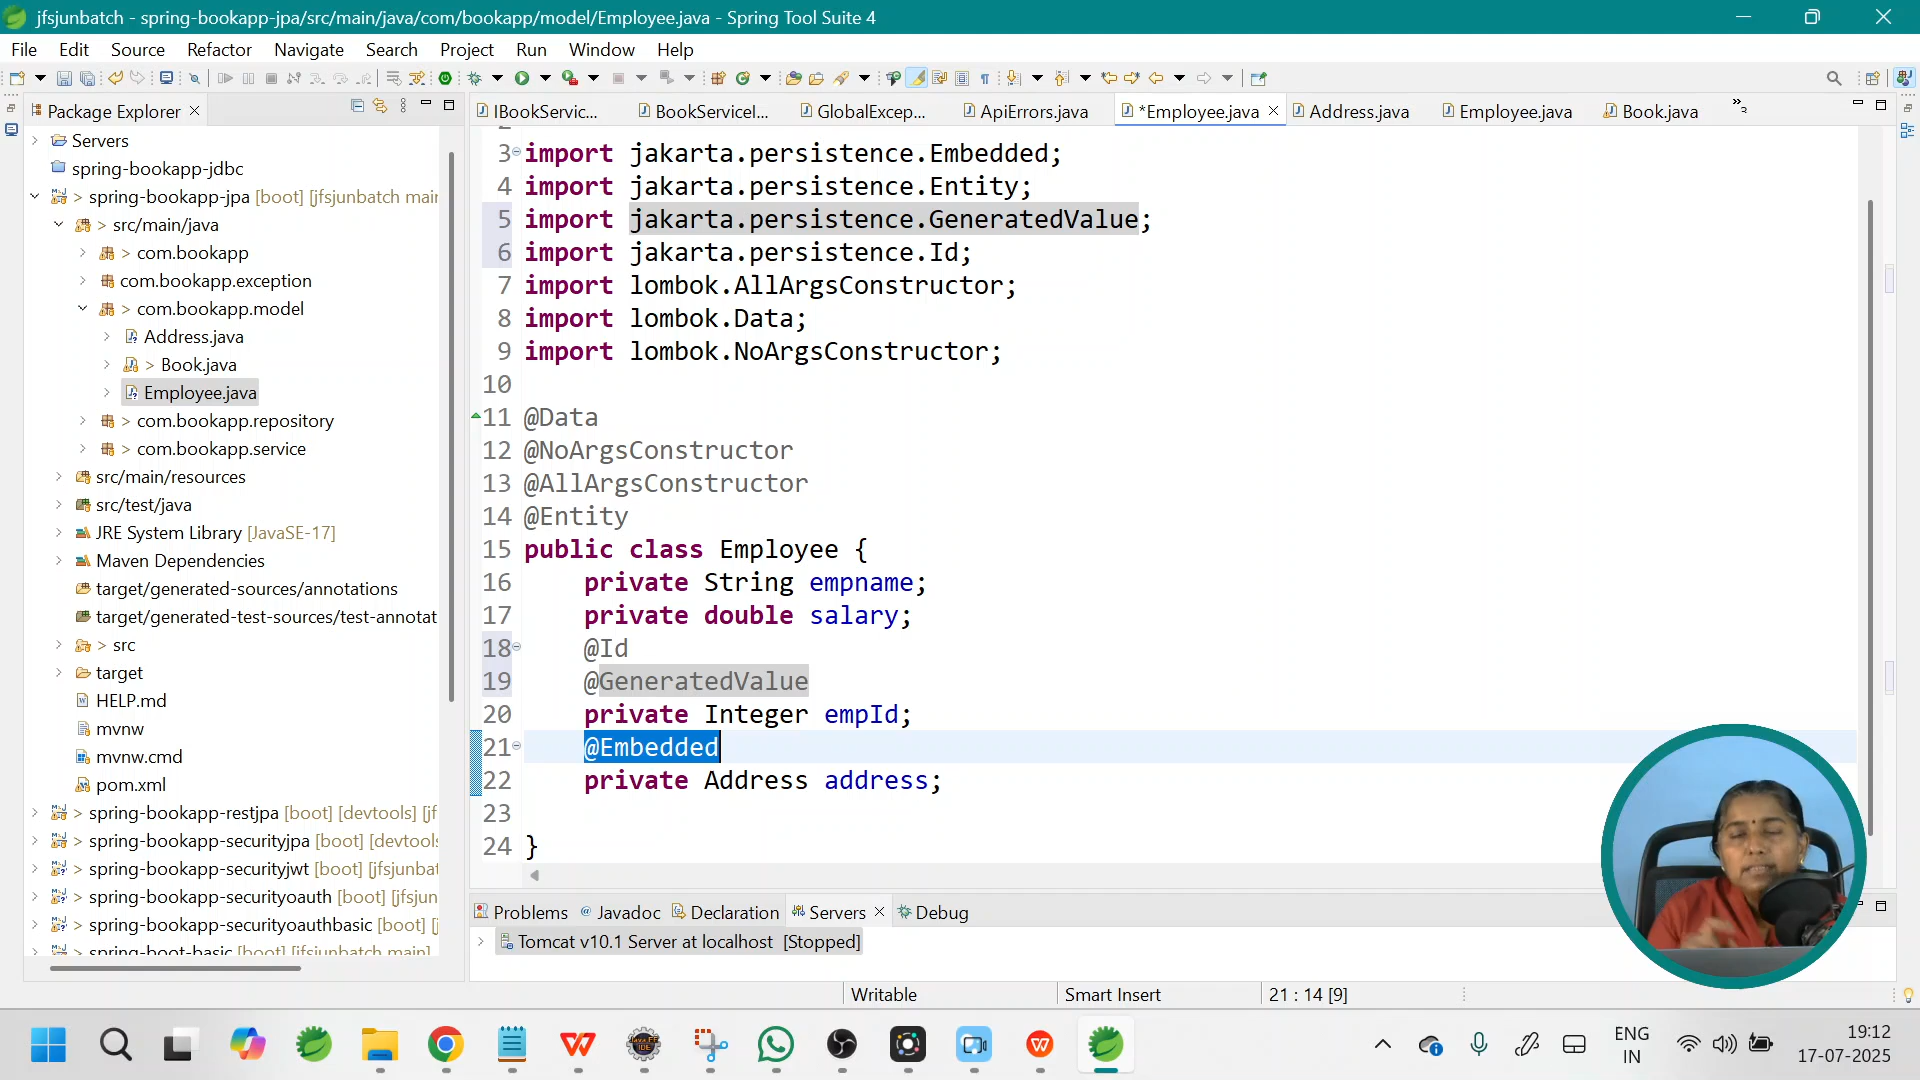 jfsjunbatch - spring-bookapp-jpa/src/main/java/com/bookapp/model/Employee.java - Spring Tool Suite 4
File Edit Source Refactor Navigate Search Project Run Window Help
Package Explorer
IBookServic... BookServiceI... GlobalExcep... ApiErrors.java *Employee.java Address.java Employee.java Book.java »3
Servers
spring-bookapp-jdbc
> spring-bookapp-jpa [boot] [jfsjunbatch mair
> src/main/java
> com.bookapp
com.bookapp.exception
> com.bookapp.model
Address.java
> Book.java
Employee.java
> com.bookapp.repository
> com.bookapp.service
src/main/resources
src/test/java
JRE System Library [JavaSE-17]
Maven Dependencies
target/generated-sources/annotations
target/generated-test-sources/test-annotat
> src
target
HELP.md
mvnw
mvnw.cmd
pom.xml
> spring-bookapp-restjpa [boot] [devtools] [jf
> spring-bookapp-securityjpa [boot] [devtools
> spring-bookapp-securityjwt [boot] [jfsjunbat
> spring-bookapp-securityoauth [boot] [jfsjun
> spring-bookapp-securityoauthbasic [boot] [j
> spring-boot-basic [boot] [jfsjunbatch main]
3 import jakarta.persistence.Embedded;
4 import jakarta.persistence.Entity;
5 import jakarta.persistence.GeneratedValue;
6 import jakarta.persistence.Id;
7 import lombok.AllArgsConstructor;
8 import lombok.Data;
9 import lombok.NoArgsConstructor;
10
11 @Data
12 @NoArgsConstructor
13 @AllArgsConstructor
14 @Entity
15 public class Employee {
16 private String empname;
17 private double salary;
18 @Id
19 @GeneratedValue
20 private Integer empId;
21 @Embedded
22 private Address address;
23
24 }
Problems Javadoc Declaration Servers Debug
Tomcat v10.1 Server at localhost [Stopped]
Writable Smart Insert 21 : 14 [9]
ENG
IN
19:12
17-07-2025